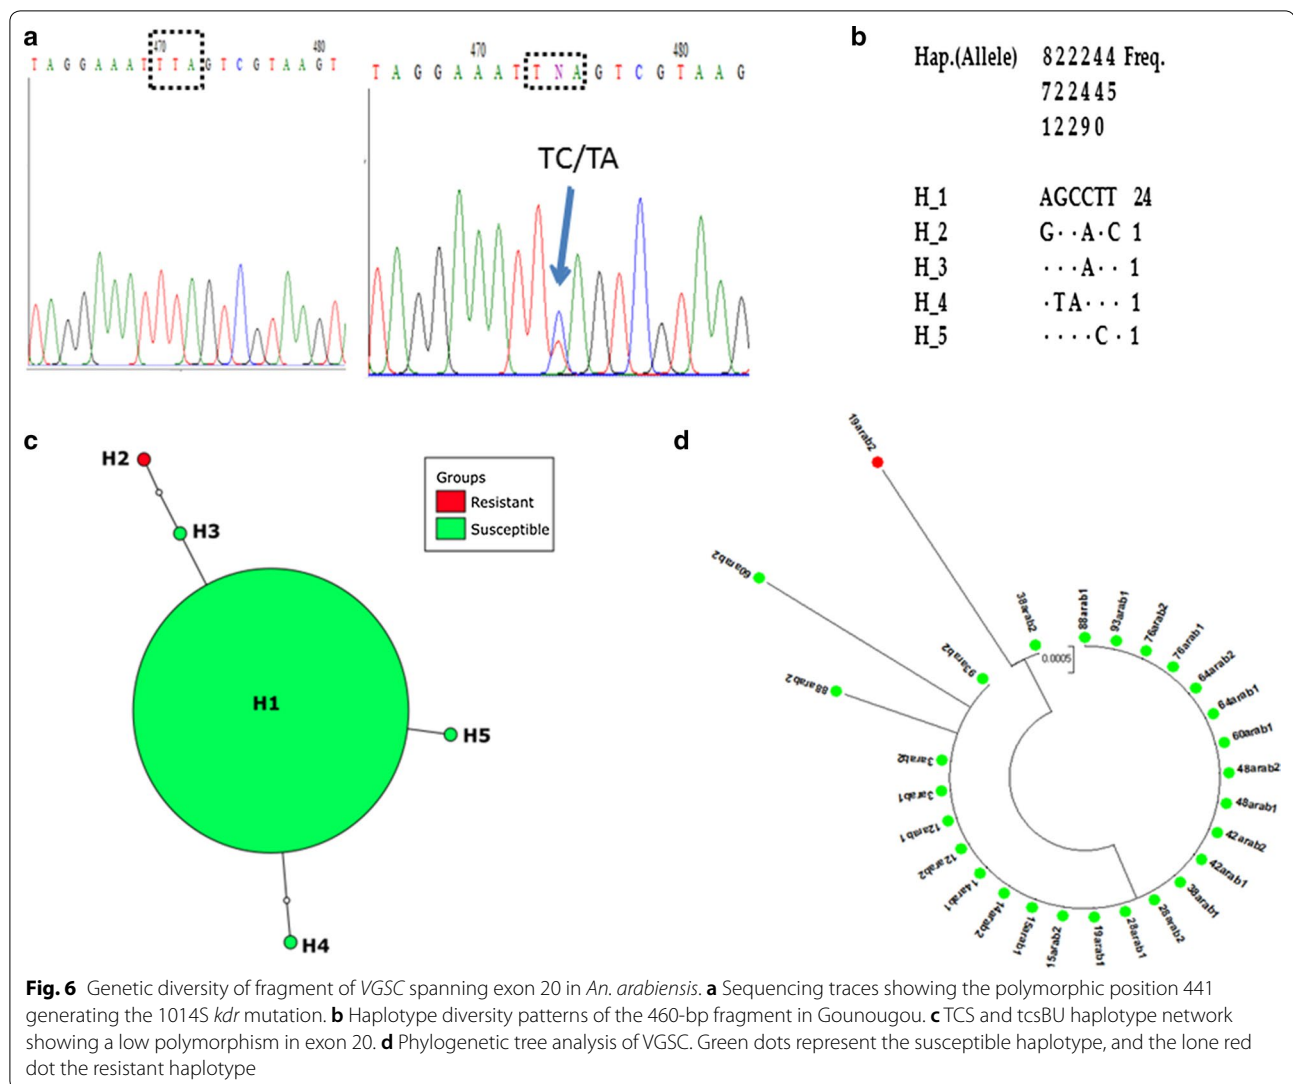 a
470
480
T A G G A A A T T T A G T C G T A A G T
470
480
T A G G A A A T T N A G T C G T A A G
TC/TA
b
Hap.(Allele) 822244 Freq.
722445
12290
H_1 AGCCTT 24
H_2 G··A·C 1
H_3 ···A·· 1
H_4 ·TA··· 1
H_5 ····C· 1
c
H2
H3
H1
H5
H4
Groups
Resistant
Susceptible
d
19arab2
60arab2
88arab2
93arab2
38arab2
0.0005
88arab1
93arab1
76arab2
76arab1
64arab2
64arab1
60arab1
48arab2
48arab1
42arab2
42arab1
38arab1
28arab2
28arab1
19arab1
15arab2
15arab1
14arab2
14arab1
12arab2
12arab1
3arab1
3arab2
Fig. 6 Genetic diversity of fragment of VGSC spanning exon 20 in An. arabiensis. a Sequencing traces showing the polymorphic position 441
generating the 1014S kdr mutation. b Haplotype diversity patterns of the 460-bp fragment in Gounougou. c TCS and tcsBU haplotype network
showing a low polymorphism in exon 20. d Phylogenetic tree analysis of VGSC. Green dots represent the susceptible haplotype, and the lone red
dot the resistant haplotype